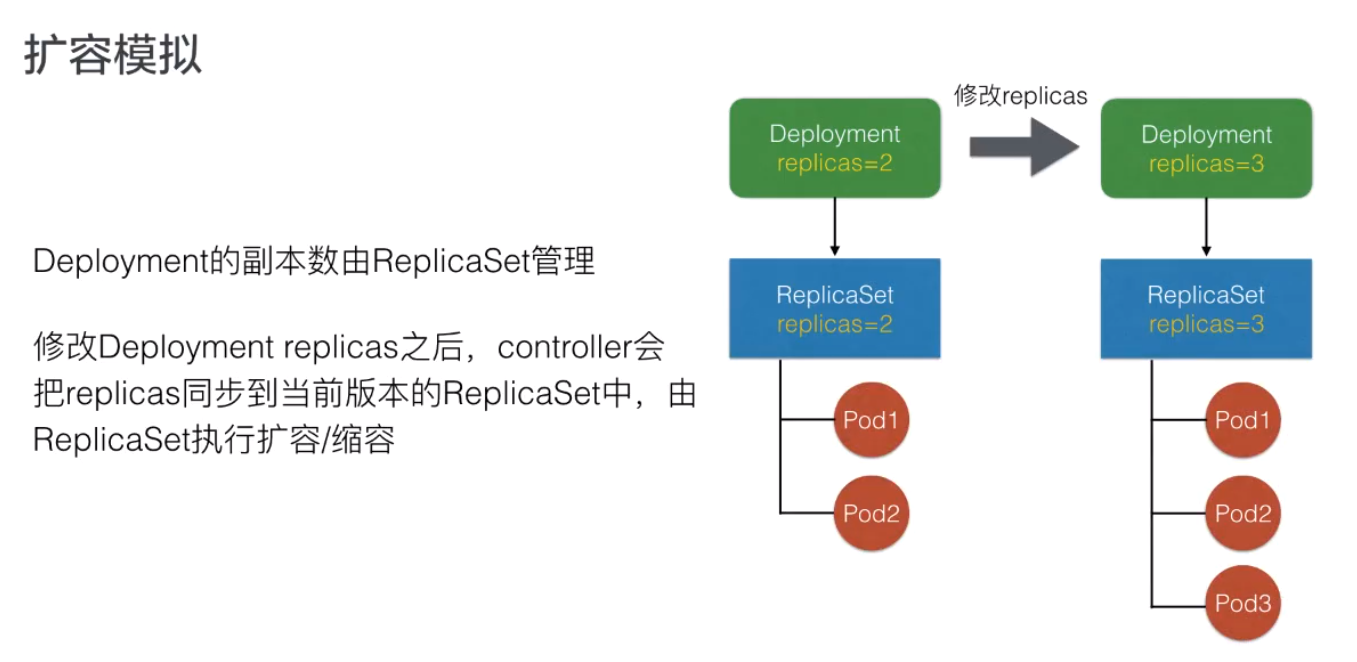 扩容模拟
Deployment的副本数由ReplicaSet管理
修改Deployment replicas之后，controller会
把replicas同步到当前版本的ReplicaSet中，由
ReplicaSet执行扩容/缩容
修改replicas
Deployment
replicas=2
Deployment
replicas=3
ReplicaSet
replicas=2
ReplicaSet
replicas=3
Pod1
Pod2
Pod1
Pod2
Pod3